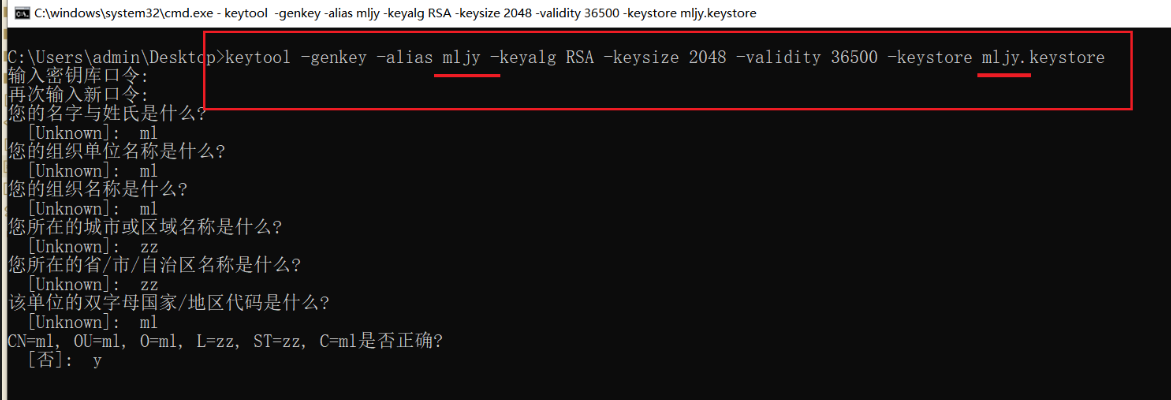 C:\windows\system32\cmd.exe - keytool  -genkey -alias mljy -keyalg RSA -keysize 2048 -validity 36500 -keystore mljy.keystore
C:\Users\admin\Desktop>keytool -genkey -alias mljy -keyalg RSA -keysize 2048 -validity 36500 -keystore mljy.keystore
输入密钥库口令:
再次输入新口令:
您的名字与姓氏是什么?
  [Unknown]:  ml
您的组织单位名称是什么?
  [Unknown]:  ml
您的组织名称是什么?
  [Unknown]:  ml
您所在的城市或区域名称是什么?
  [Unknown]:  zz
您所在的省/市/自治区名称是什么?
  [Unknown]:  zz
该单位的双字母国家/地区代码是什么?
  [Unknown]:  ml
CN=ml, OU=ml, O=ml, L=zz, ST=zz, C=ml是否正确?
  [否]:  y